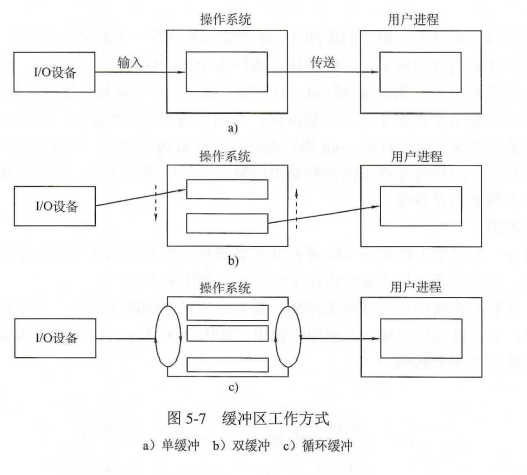 操作系统
用户进程
I/O设备
输入
传送
a)
操作系统
用户进程
I/O设备
b)
操作系统
用户进程
I/O设备
c)
图 5-7 缓冲区工作方式
a）单缓冲 b）双缓冲 c）循环缓冲